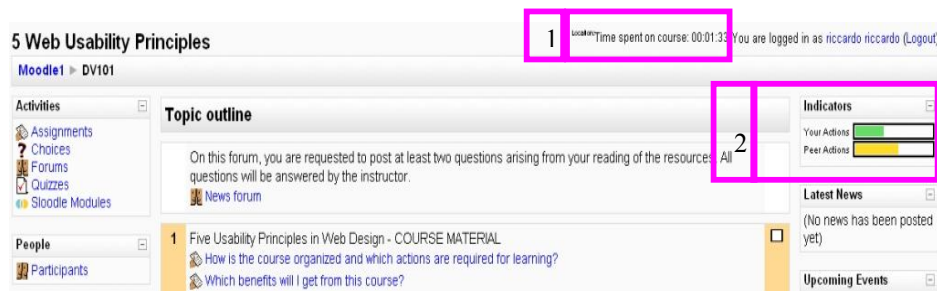 5 Web Usability Principles
1
Location: Time spent on course: 00:01:33 You are logged in as riccardo riccardo (Logout)
Moodle1 ► DV101
Activities
Assignments
Choices
Forums
Quizzes
Sloodle Modules
People
Participants
Topic outline
On this forum, you are requested to post at least two questions arising from your reading of the resources. All
questions will be answered by the instructor.
News forum
1 Five Usability Principles in Web Design - COURSE MATERIAL
How is the course organized and which actions are required for learning?
Which benefits will I get from this course?
2
Indicators
Your Actions
Peer Actions
Latest News
(No news has been posted
yet)
Upcoming Events